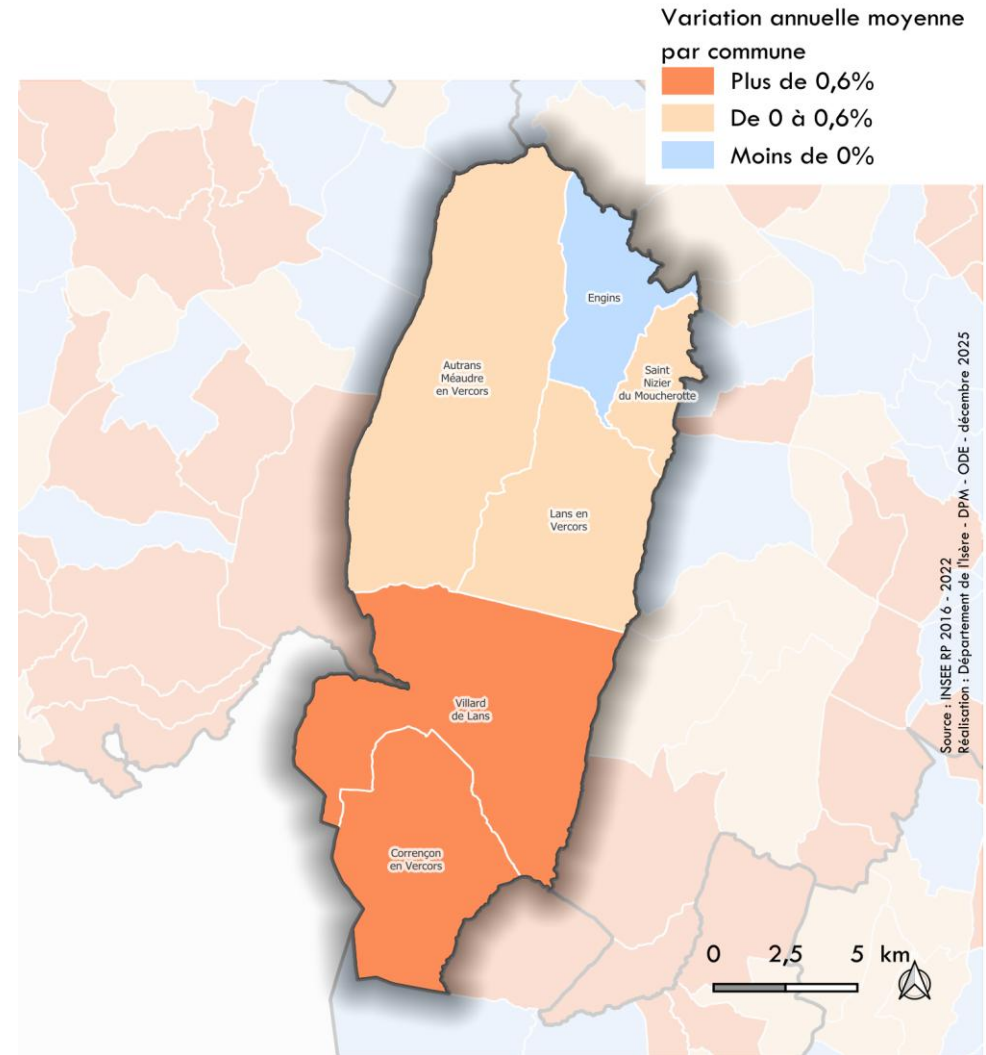 Variation annuelle moyenne
par commune
Plus de 0,6%
De 0 à 0,6%
Moins de 0%
Engins
Autrans
Méaudre
en Vercors
Saint
Nizier
du Moucherotte
Lans en
Vercors
Villard
de Lans
Corrençon
en Vercors
Source : INSEE RP 2016 - 2022
Réalisation : Département de l'Isère - DPM - ODE - décembre 2025
0 2,5 5 km